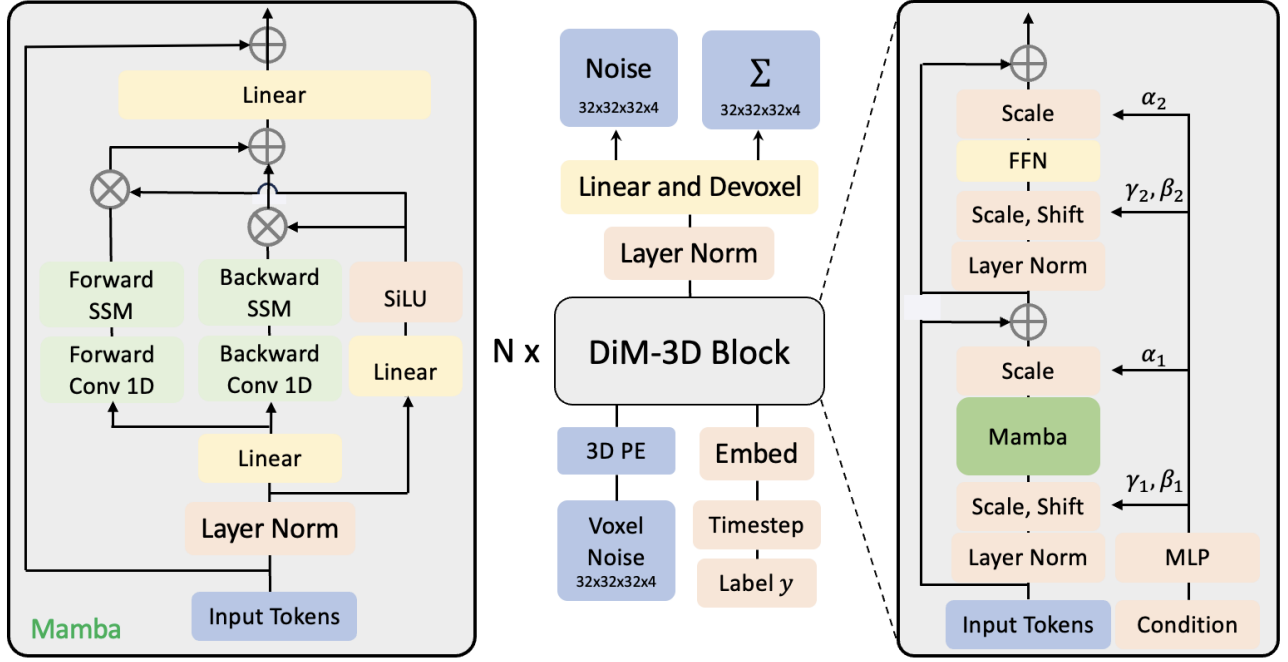 Linear
Forward
SSM
Backward
SSM
SiLU
Forward
Conv 1D
Backward
Conv 1D
Linear
Linear
Layer Norm
Input Tokens
Mamba
Noise
32x32x32x4
Σ
32x32x32x4
Linear and Devoxel
Layer Norm
N x
DiM-3D Block
3D PE
Embed
Voxel
Noise
32x32x32x4
Timestep
Label y
Scale
α₂
FFN
Scale, Shift
γ₂, β₂
Layer Norm
Scale
α₁
Mamba
Scale, Shift
γ₁, β₁
Layer Norm
MLP
Input Tokens
Condition